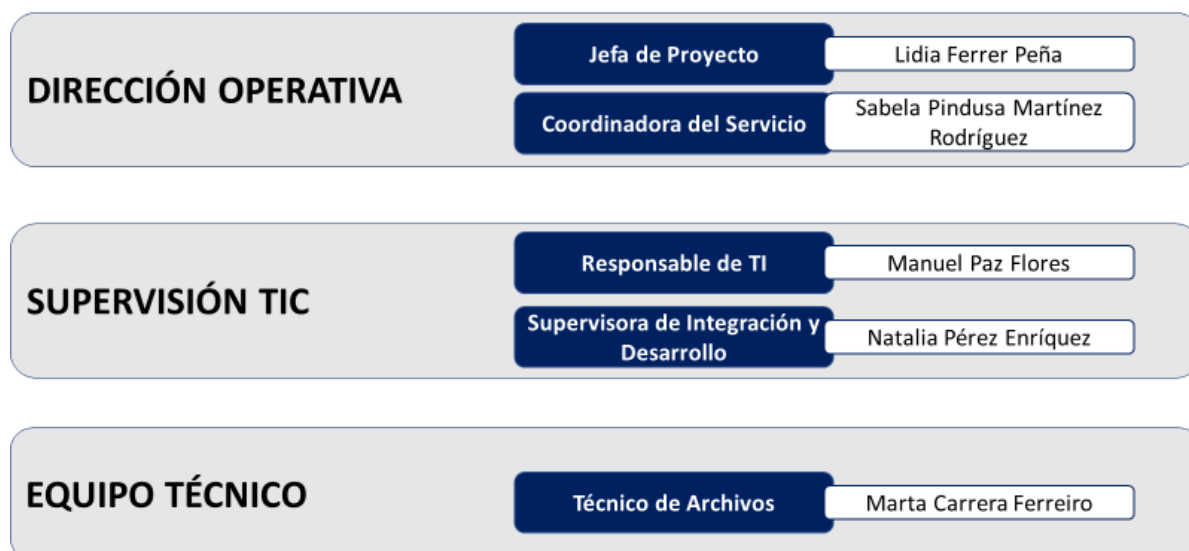 DIRECCIÓN OPERATIVA
Jefa de Proyecto
Lidia Ferrer Peña
Coordinadora del Servicio
Sabela Pindusa Martínez
Rodríguez
SUPERVISIÓN TIC
Responsable de TI
Manuel Paz Flores
Supervisora de Integración y
Desarrollo
Natalia Pérez Enríquez
EQUIPO TÉCNICO
Técnico de Archivos
Marta Carrera Ferreiro